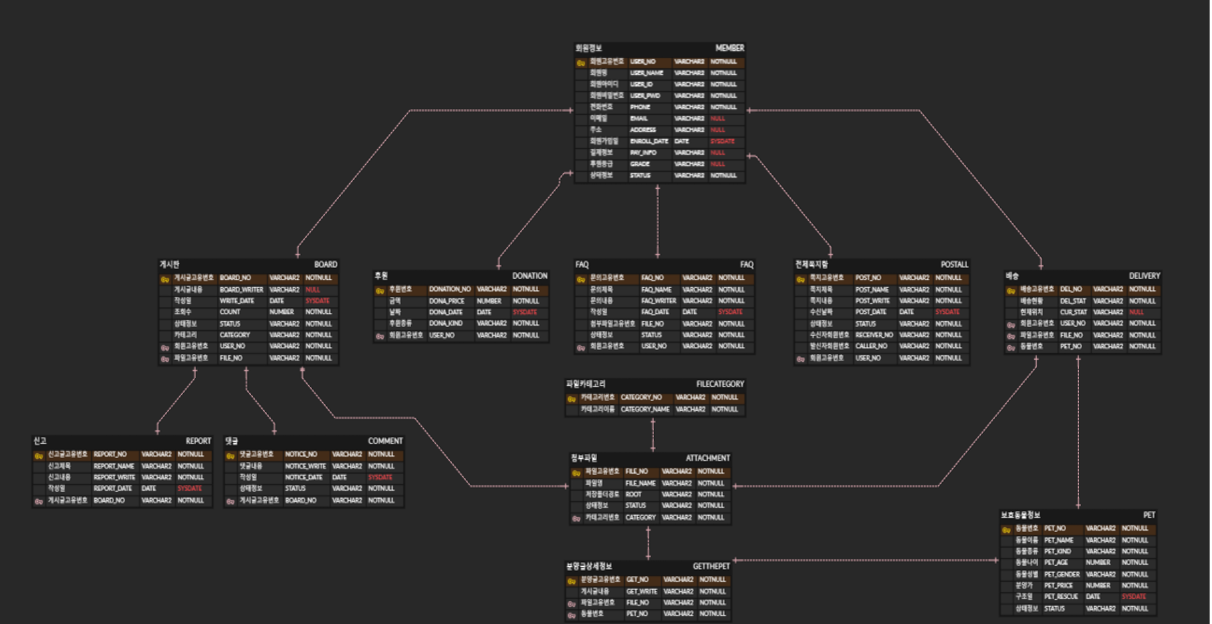 회원정보 MEMBER
회원고유번호 USER_NO VARCHAR2 NOTNULL
회원명 USER_NAME VARCHAR2 NOTNULL
회원아이디 USER_ID VARCHAR2 NOTNULL
회원비밀번호 USER_PWD VARCHAR2 NOTNULL
전화번호 PHONE VARCHAR2 NOTNULL
이메일 EMAIL VARCHAR2 NULL
주소 ADDRESS VARCHAR2 NULL
회원가입일 ENROLL_DATE DATE SYSDATE
결제정보 PAY_INFO VARCHAR2 NULL
후원등급 GRADE VARCHAR2 NULL
상태정보 STATUS VARCHAR2 NOTNULL
게시판 BOARD
게시글고유번호 BOARD_NO VARCHAR2 NOTNULL
게시글내용 BOARD_WRITER VARCHAR2 NULL
작성일 WRITE_DATE DATE SYSDATE
조회수 COUNT NUMBER NOTNULL
상태정보 STATUS VARCHAR2 NOTNULL
카테고리 CATEGORY VARCHAR2 NOTNULL
회원고유번호 USER_NO VARCHAR2 NOTNULL
파일고유번호 FILE_NO VARCHAR2 NOTNULL
후원 DONATION
후원번호 DONATION_NO VARCHAR2 NOTNULL
금액 DONA_PRICE NUMBER NOTNULL
날짜 DONA_DATE DATE SYSDATE
후원종류 DONA_KIND VARCHAR2 NOTNULL
회원고유번호 USER_NO VARCHAR2 NOTNULL
FAQ FAQ
문의고유번호 FAQ_NO VARCHAR2 NOTNULL
문의제목 FAQ_NAME VARCHAR2 NOTNULL
문의내용 FAQ_WRITER VARCHAR2 NOTNULL
작성일 FAQ_DATE DATE SYSDATE
첨부파일고유번호 FILE_NO VARCHAR2 NOTNULL
상태정보 STATUS VARCHAR2 NOTNULL
회원고유번호 USER_NO VARCHAR2 NOTNULL
전체쪽지함 POSTALL
쪽지고유번호 POST_NO VARCHAR2 NOTNULL
쪽지제목 POST_NAME VARCHAR2 NOTNULL
쪽지내용 POST_WRITE VARCHAR2 NOTNULL
수신날짜 POST_DATE DATE SYSDATE
상태정보 STATUS VARCHAR2 NOTNULL
수신자회원번호 RECEIVER_NO VARCHAR2 NOTNULL
발신자회원번호 CALLER_NO VARCHAR2 NOTNULL
회원고유번호 USER_NO VARCHAR2 NOTNULL
배송 DELIVERY
배송고유번호 DEL_NO VARCHAR2 NOTNULL
배송현황 DEL_STAT VARCHAR2 NOTNULL
현재위치 CUR_STAT VARCHAR2 NULL
회원고유번호 USER_NO VARCHAR2 NOTNULL
파일고유번호 FILE_NO VARCHAR2 NOTNULL
동물번호 PET_NO VARCHAR2 NOTNULL
파일카테고리 FILECATEGORY
카테고리번호 CATEGORY_NO VARCHAR2 NOTNULL
카테고리이름 CATEGORY_NAME VARCHAR2 NOTNULL
신고 REPORT
신고글고유번호 REPORT_NO VARCHAR2 NOTNULL
신고제목 REPORT_NAME VARCHAR2 NOTNULL
신고내용 REPORT_WRITE VARCHAR2 NOTNULL
작성일 REPORT_DATE DATE SYSDATE
게시글고유번호 BOARD_NO VARCHAR2 NOTNULL
댓글 COMMENT
댓글고유번호 NOTICE_NO VARCHAR2 NOTNULL
댓글내용 NOTICE_WRITE VARCHAR2 NOTNULL
작성일 NOTICE_DATE DATE SYSDATE
상태정보 STATUS VARCHAR2 NOTNULL
게시글고유번호 BOARD_NO VARCHAR2 NOTNULL
첨부파일 ATTACHMENT
파일고유번호 FILE_NO VARCHAR2 NOTNULL
파일명 FILE_NAME VARCHAR2 NOTNULL
저장폴더경로 ROOT VARCHAR2 NOTNULL
상태정보 STATUS VARCHAR2 NOTNULL
카테고리번호 CATEGORY VARCHAR2 NOTNULL
분양글상세정보 GETTHEPET
분양글고유번호 GET_NO VARCHAR2 NOTNULL
게시글내용 GET_WRITE VARCHAR2 NOTNULL
파일고유번호 FILE_NO VARCHAR2 NOTNULL
동물번호 PET_NO VARCHAR2 NOTNULL
보호동물정보 PET
동물번호 PET_NO VARCHAR2 NOTNULL
동물이름 PET_NAME VARCHAR2 NOTNULL
동물종류 PET_KIND VARCHAR2 NOTNULL
동물나이 PET_AGE NUMBER NOTNULL
동물성별 PET_GENDER VARCHAR2 NOTNULL
분양가 PET_PRICE NUMBER NOTNULL
구조일 PET_RESCUE DATE SYSDATE
상태정보 STATUS VARCHAR2 NOTNULL